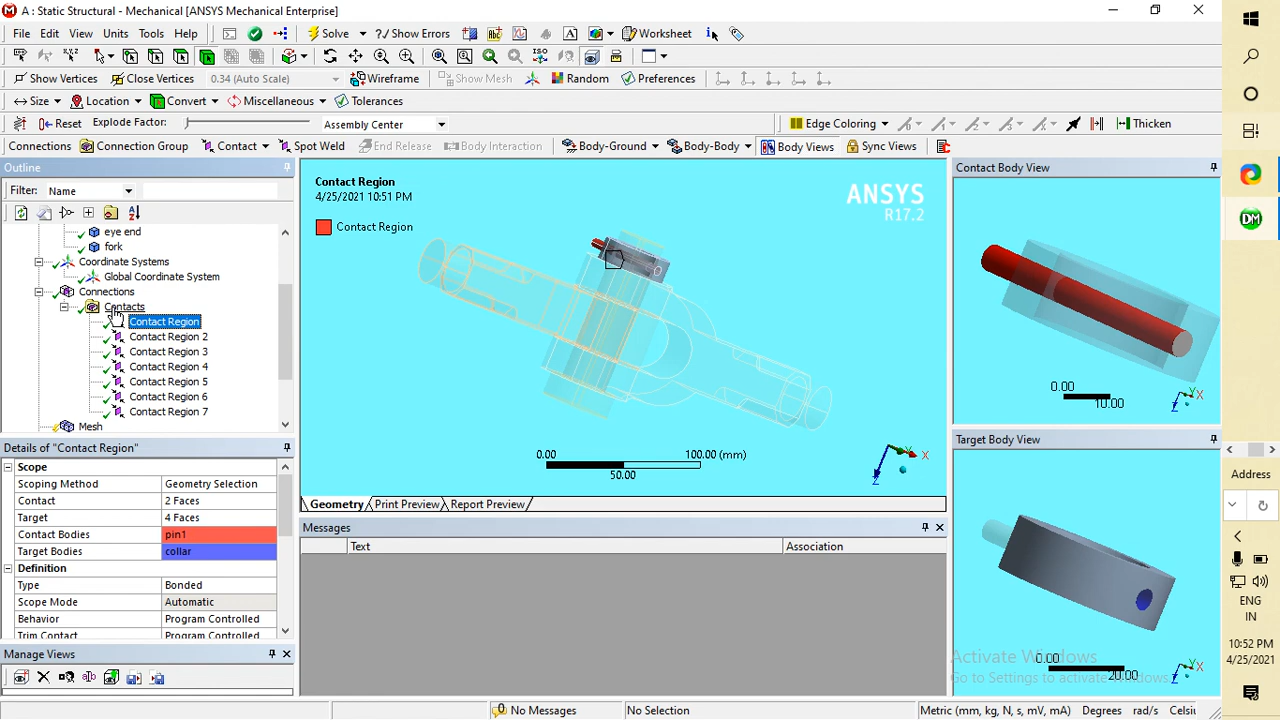 A : Static Structural - Mechanical [ANSYS Mechanical Enterprise]
File Edit View Units Tools Help Solve Show Errors Worksheet
Show Vertices Close Vertices 0.34 (Auto Scale) Wireframe Show Mesh Random Preferences
Size Location Convert Miscellaneous Tolerances
Reset Explode Factor: Assembly Center Edge Coloring Thicken
Connections Connection Group Contact Spot Weld End Release Body Interaction Body-Ground Body-Body Body Views Sync Views
Outline
Filter: Name
eye end
fork
Coordinate Systems
Global Coordinate System
Connections
Contacts
Contact Region
Contact Region 2
Contact Region 3
Contact Region 4
Contact Region 5
Contact Region 6
Contact Region 7
Mesh
Details of "Contact Region"
Scope
Scoping Method Geometry Selection
Contact 2 Faces
Target 4 Faces
Contact Bodies pin1
Target Bodies collar
Definition
Type Bonded
Scope Mode Automatic
Behavior Program Controlled
Trim Contact Program Controlled
Manage Views
Contact Region
4/25/2021 10:51 PM
Contact Region
ANSYS
R17.2
0.00 100.00 (mm)
50.00
X
Z
Geometry Print Preview Report Preview
Messages
Text Association
Contact Body View
0.00
10.00
Y X
Z
Target Body View
0.00
20.00
Y X
Z
Activate Windows
Go to Settings to activate Windows.
No Messages No Selection Metric (mm, kg, N, s, mV, mA) Degrees rad/s Celsi
DM
Address
ENG
IN
10:52 PM
4/25/2021